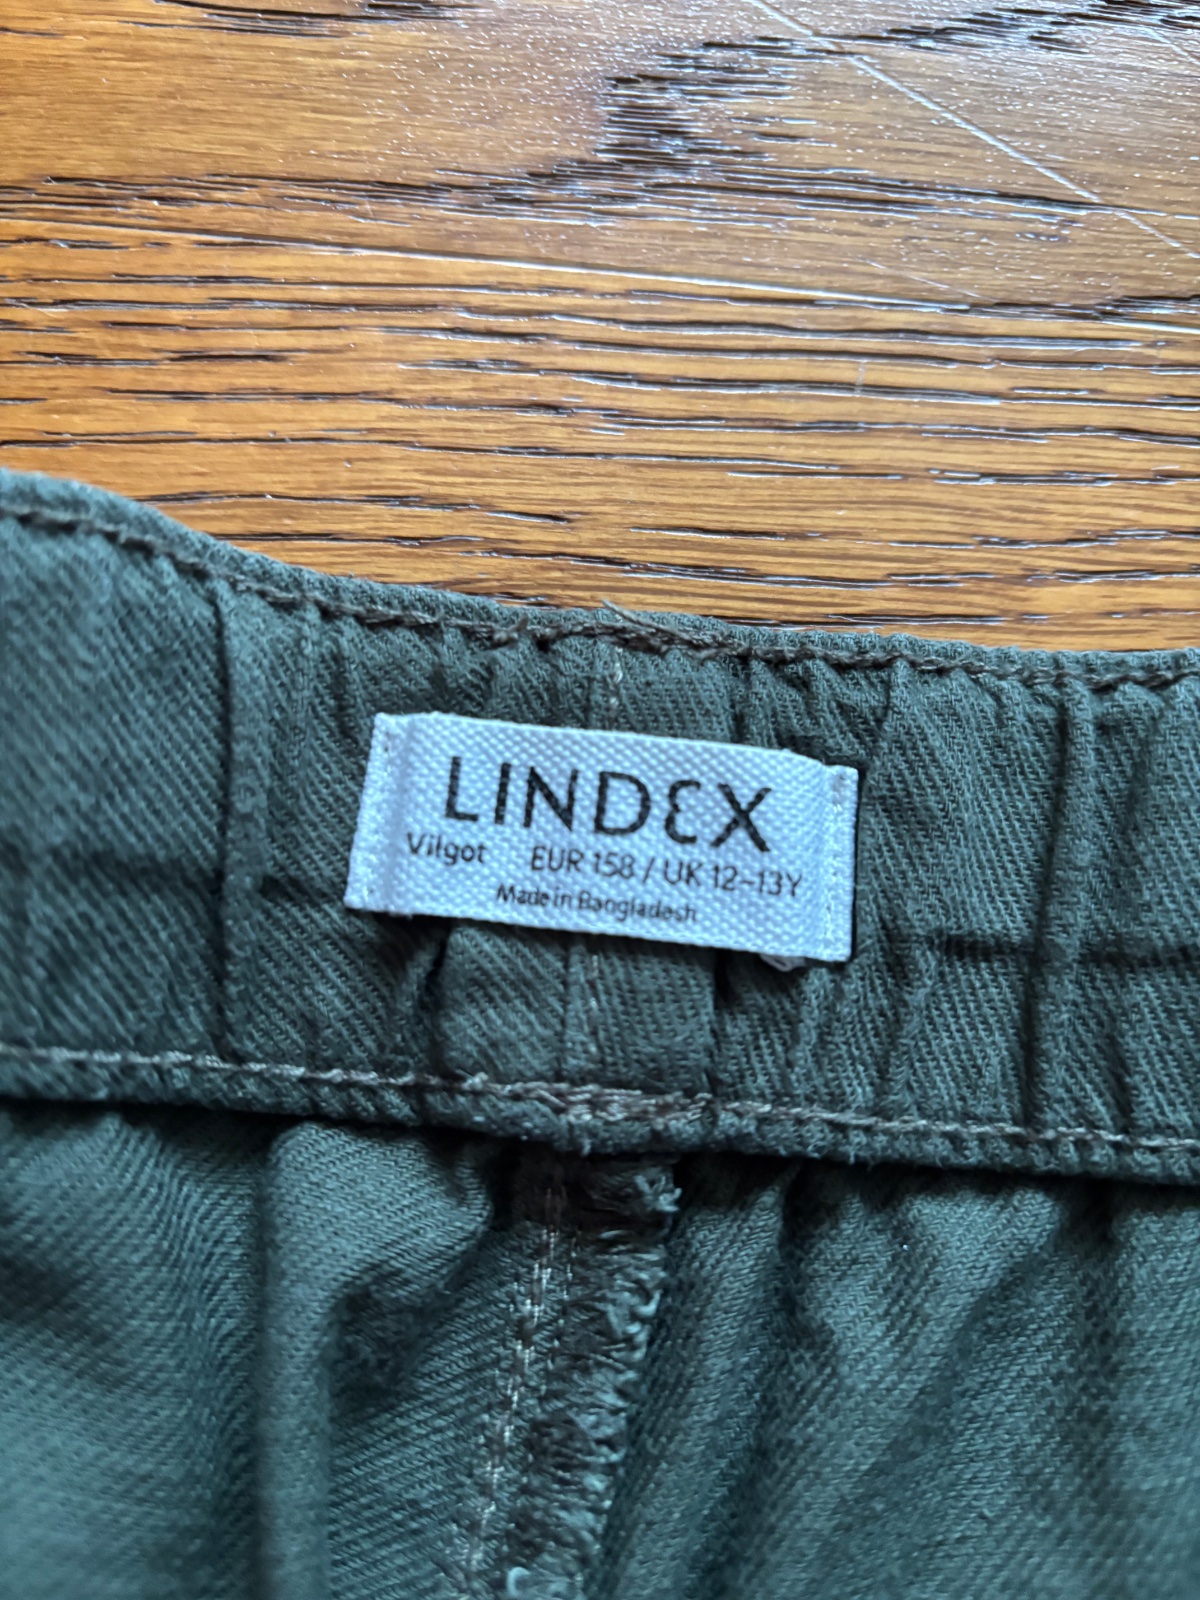 LINDEX
Vilgot EUR 158 / UK 12-13Y
Made in Bangladesh